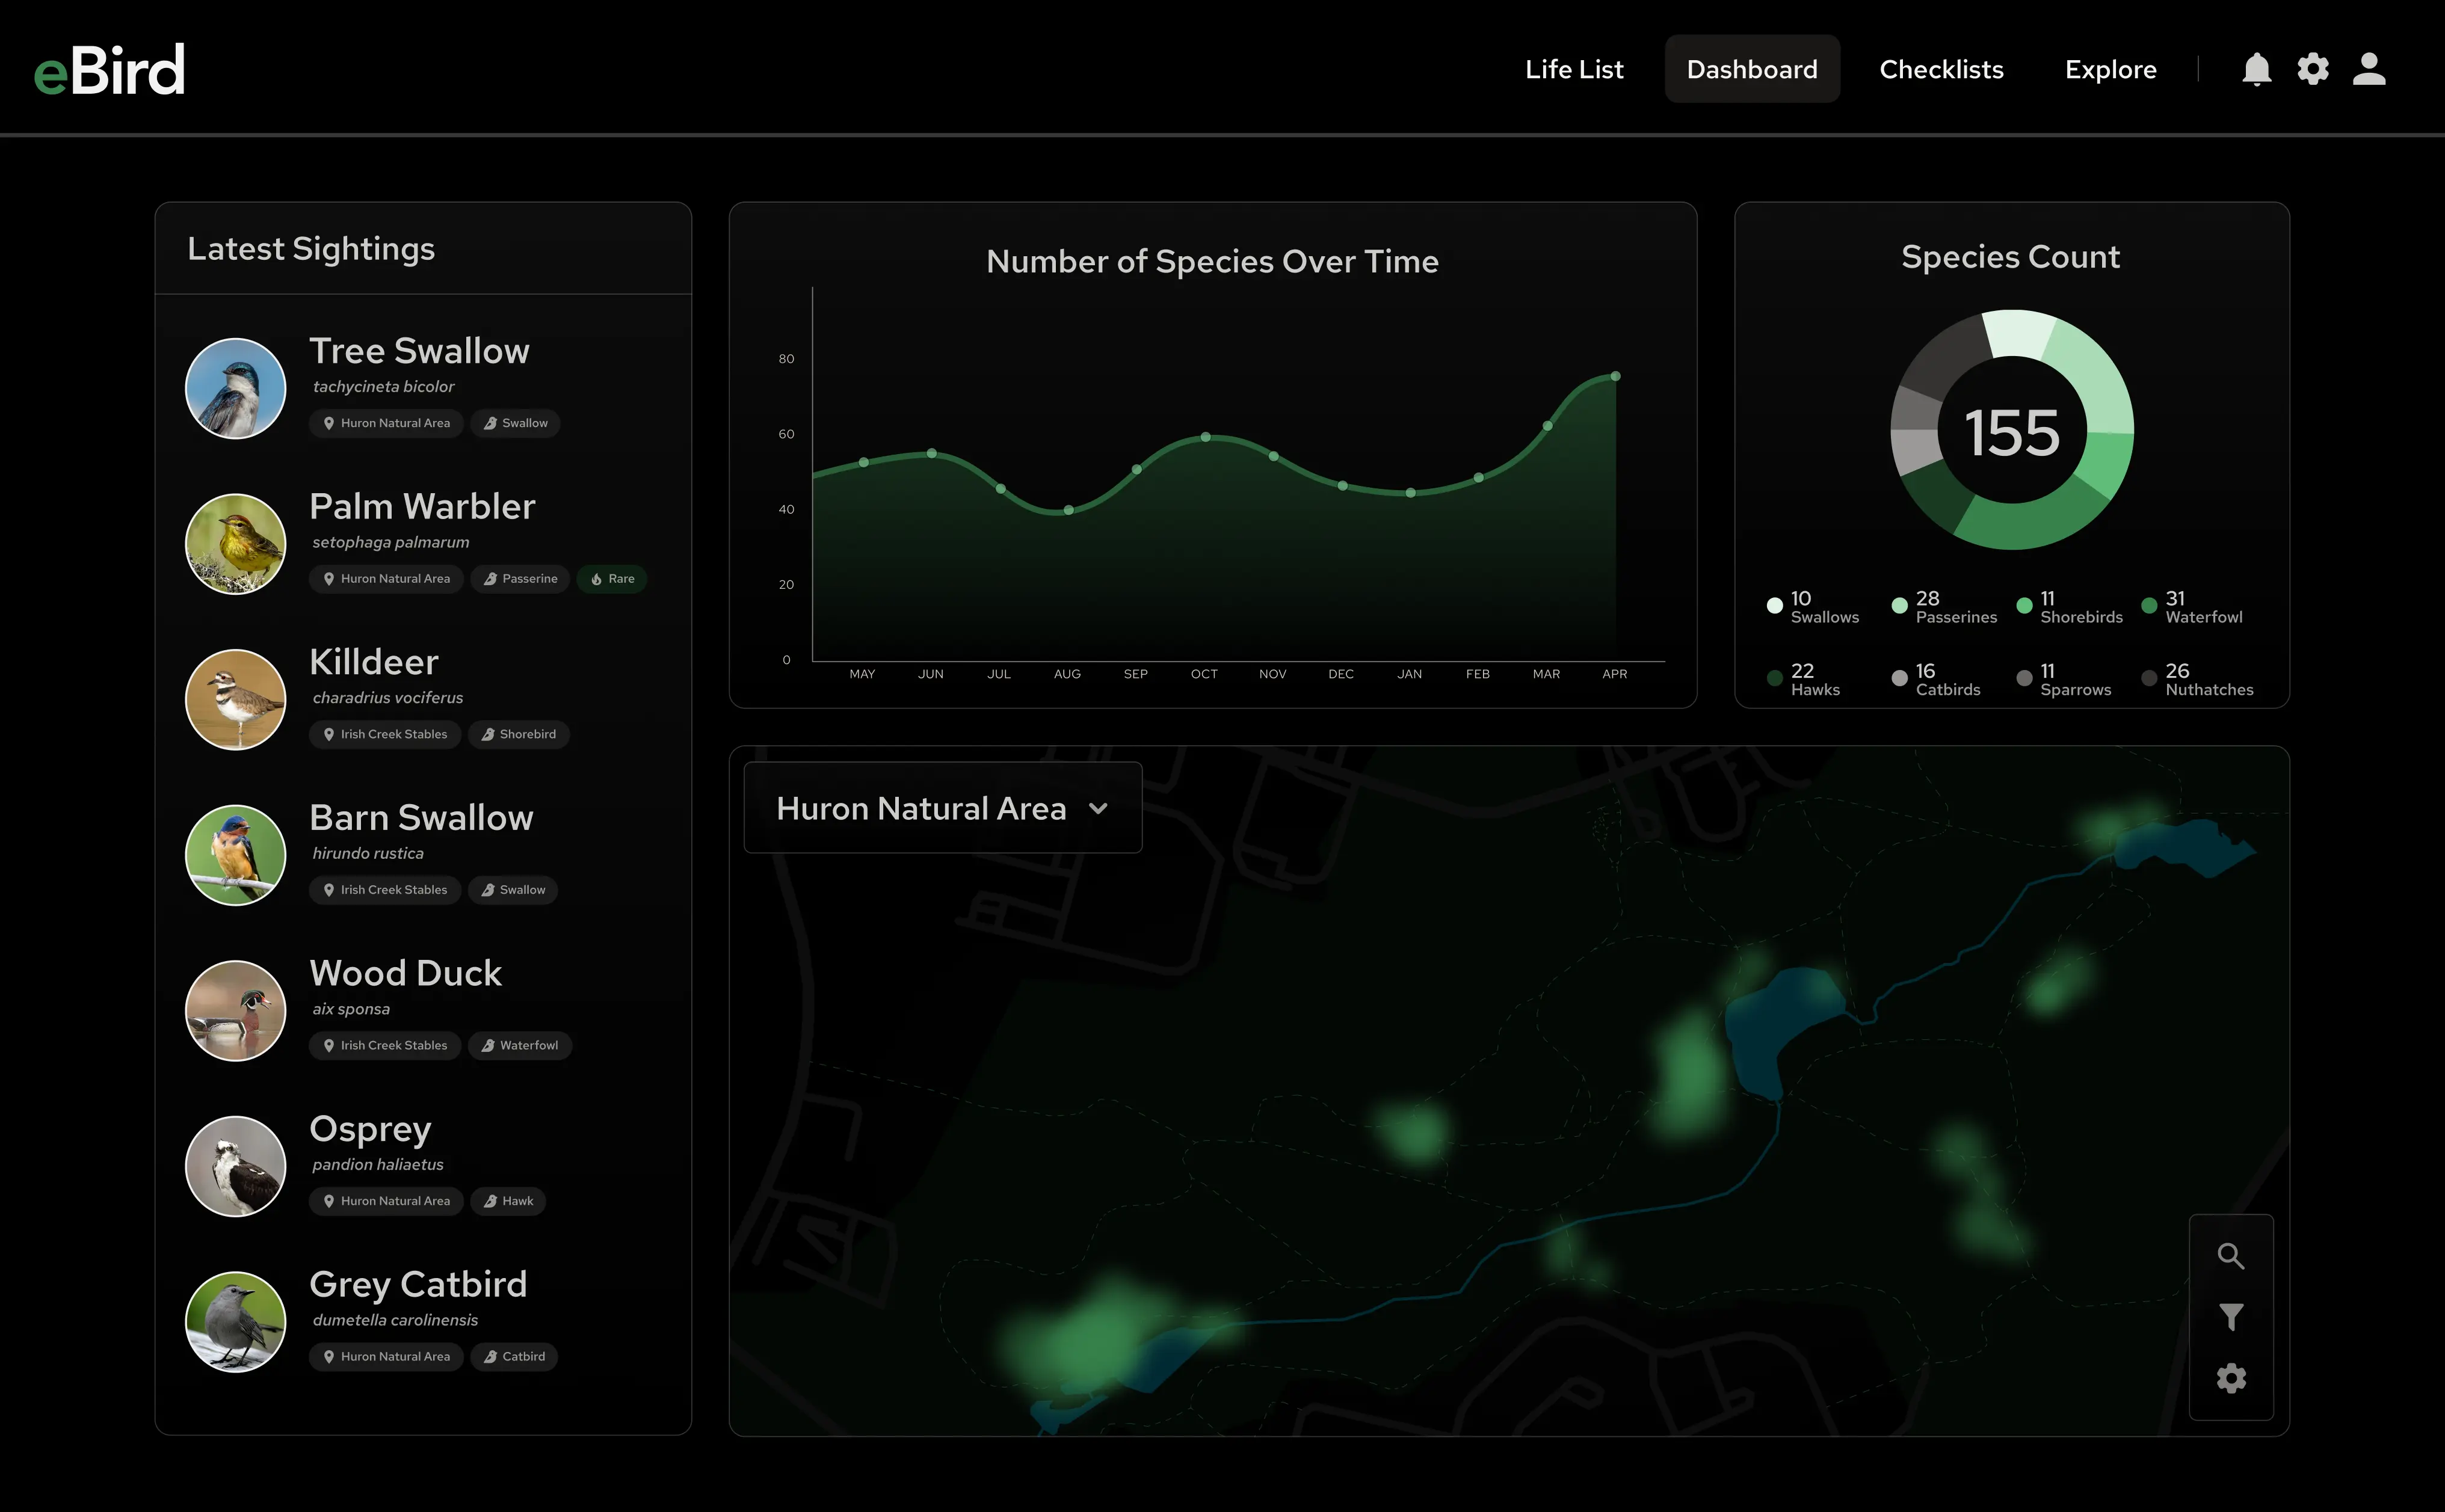 eBird
Life List
Dashboard
Checklists
Explore
Latest Sightings
Tree Swallow
tachycineta bicolor
Huron Natural Area
Swallow
Palm Warbler
setophaga palmarum
Huron Natural Area
Passerine
Rare
Killdeer
charadrius vociferus
Irish Creek Stables
Shorebird
Barn Swallow
hirundo rustica
Irish Creek Stables
Swallow
Wood Duck
aix sponsa
Irish Creek Stables
Waterfowl
Osprey
pandion haliaetus
Huron Natural Area
Hawk
Grey Catbird
dumetella carolinensis
Huron Natural Area
Catbird
Number of Species Over Time
80
60
40
20
0
MAY
JUN
JUL
AUG
SEP
OCT
NOV
DEC
JAN
FEB
MAR
APR
Species Count
155
10
Swallows
28
Passerines
11
Shorebirds
31
Waterfowl
22
Hawks
16
Catbirds
11
Sparrows
26
Nuthatches
Huron Natural Area